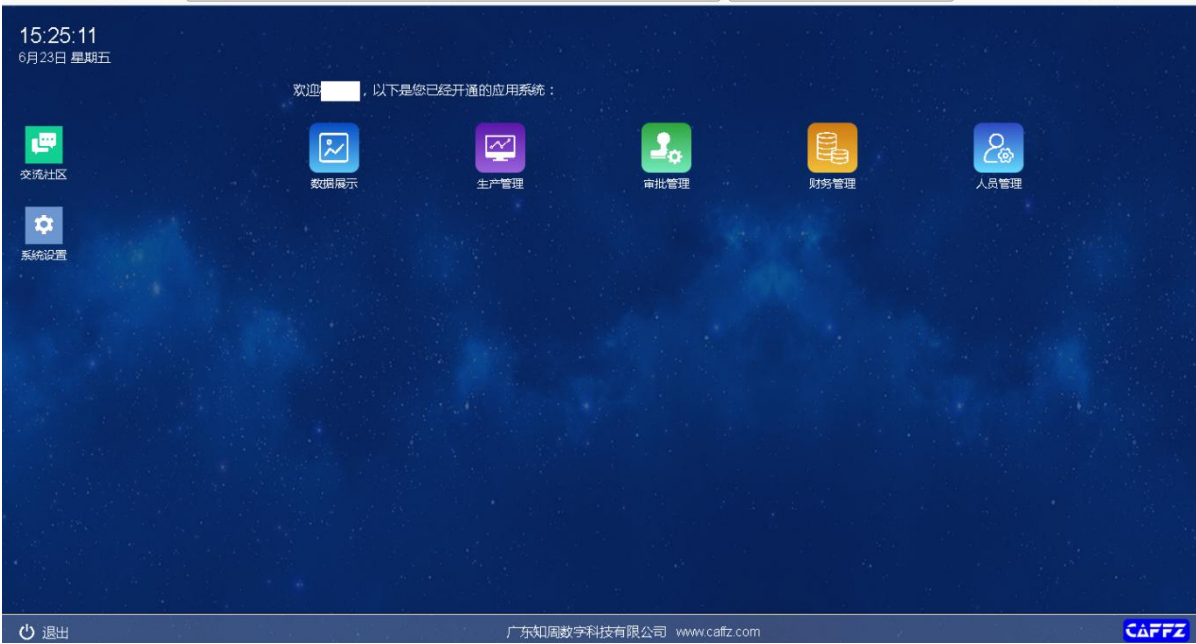 15:25:11
6月23日 星期五
欢迎 ，以下是您已经开通的应用系统：
交流社区
系统设置
数据展示
生产管理
审批管理
财务管理
人员管理
退出
广东知周数字科技有限公司 www.caffz.com
CAFFZ